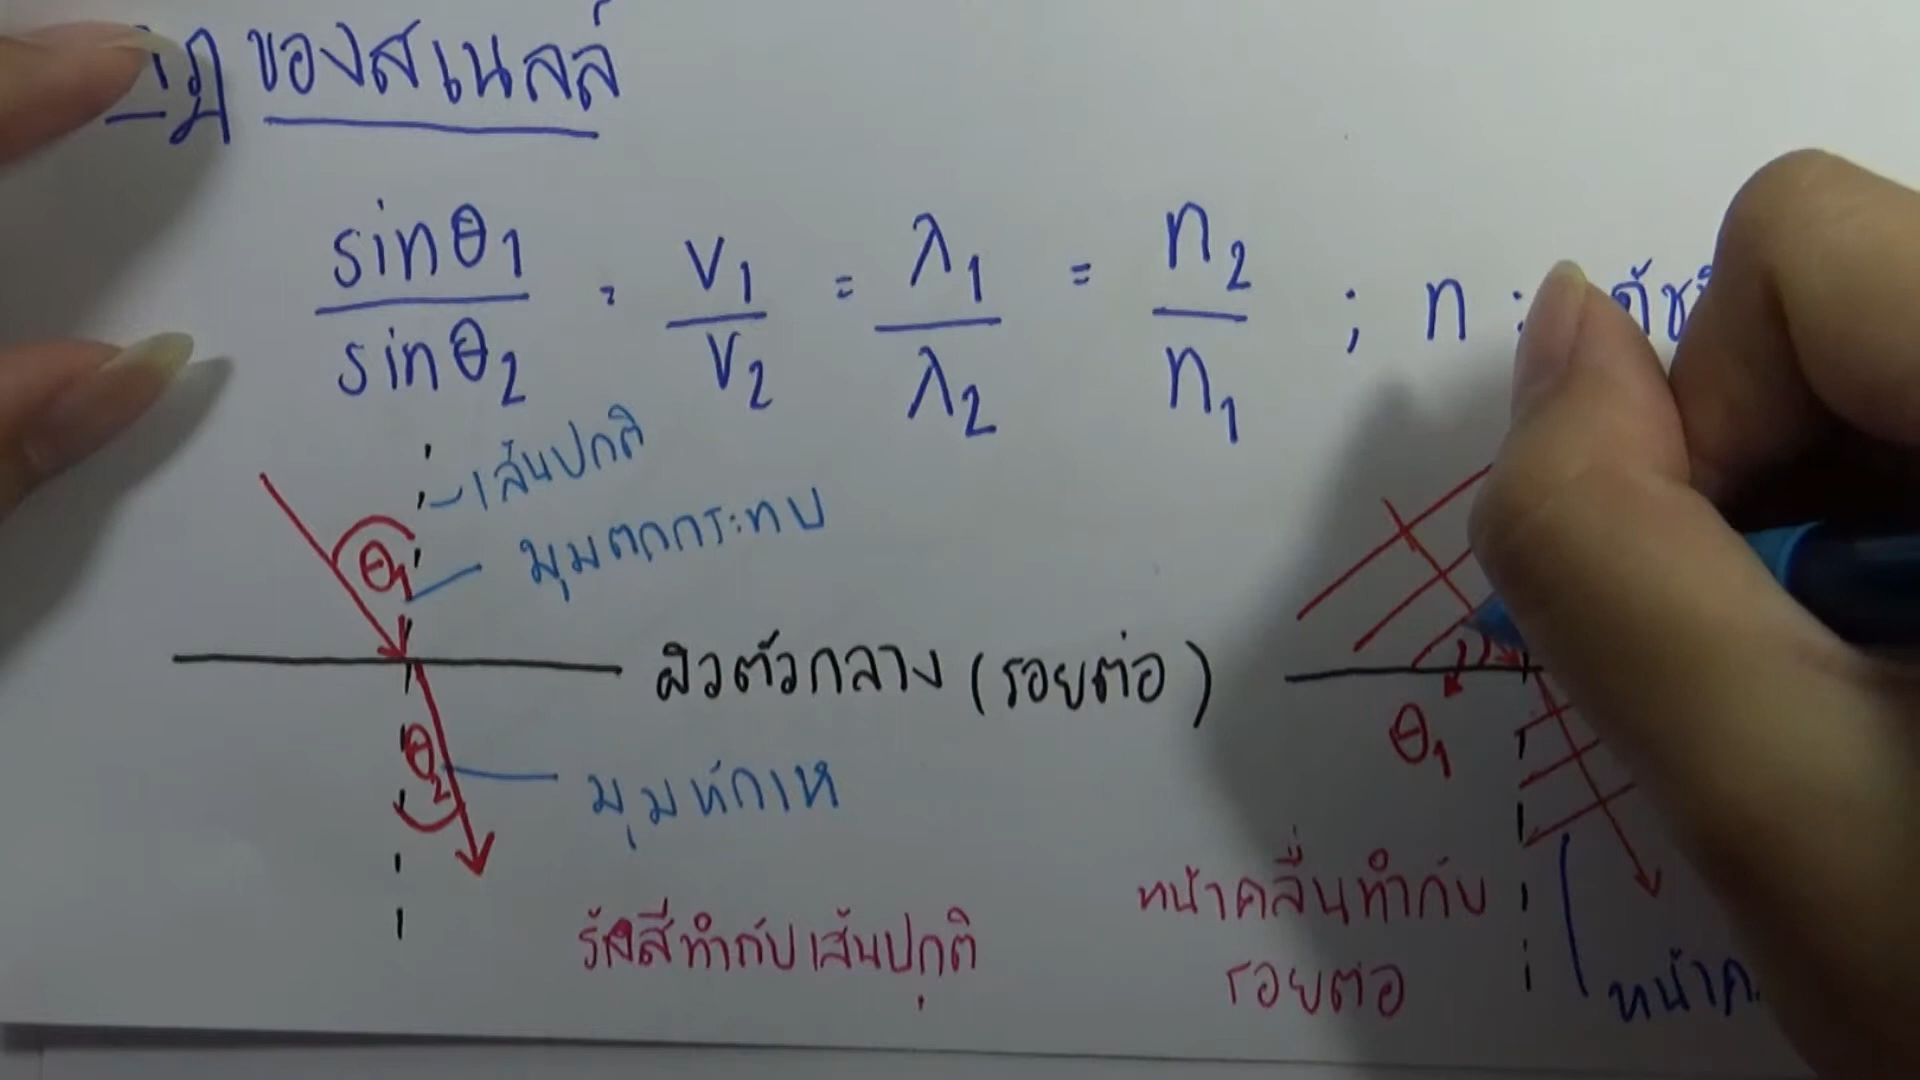 กฎของสเนลล์
sinθ1 / sinθ2 = v1 / v2 = λ1 / λ2 = n2 / n1 ; n :
เส้นปกติ
θ1 มุมตกกระทบ
ผิวตัวกลาง (รอยต่อ)
θ1
θ2 มุมหักเห
รังสีทำกับเส้นปกติ
หน้าคลื่นทำกับ
รอยต่อ